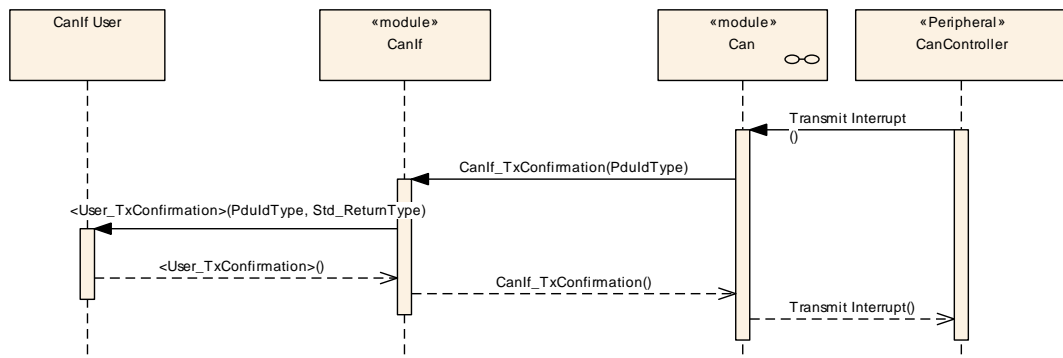 CanIf User
«module»
CanIf
«module»
Can
«Peripheral»
CanController
Transmit Interrupt
()
CanIf_TxConfirmation(PduIdType)
<User_TxConfirmation>(PduIdType, Std_ReturnType)
<User_TxConfirmation>()
CanIf_TxConfirmation()
Transmit Interrupt()